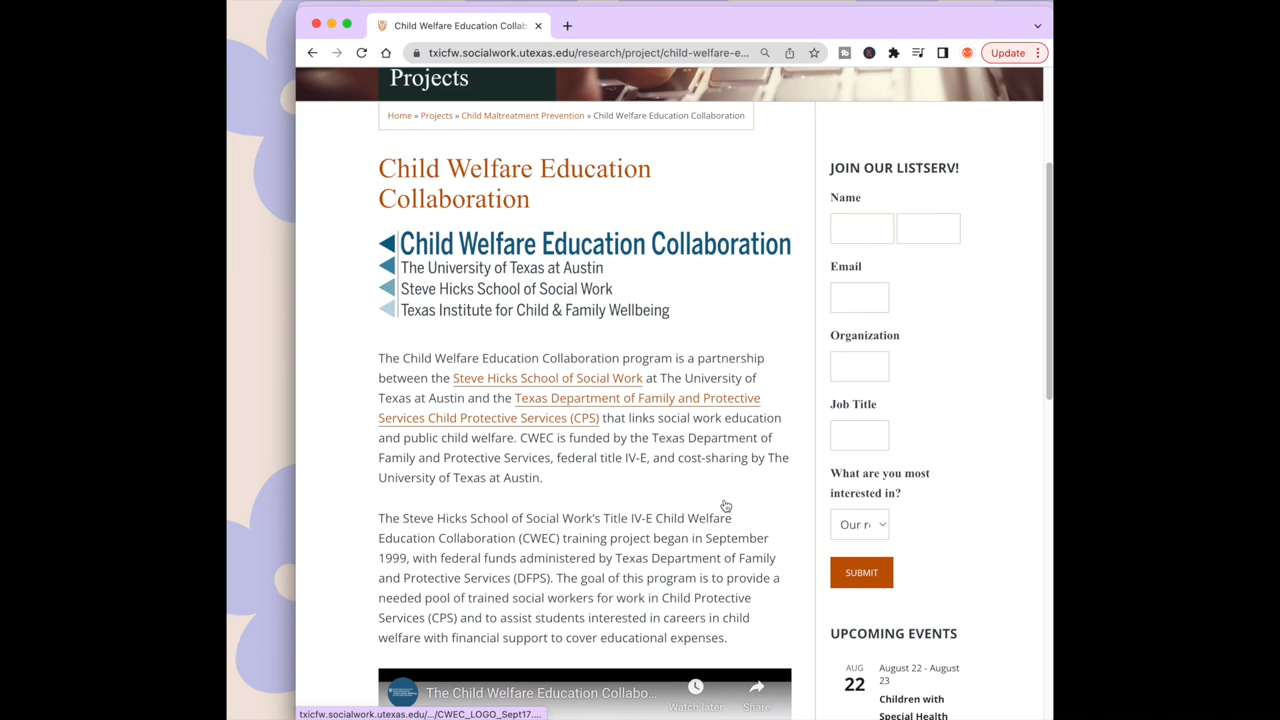 Child Welfare Education Collab
txicfw.socialwork.utexas.edu/research/project/child-welfare-e...
Update
Projects
Home » Projects » Child Maltreatment Prevention » Child Welfare Education Collaboration
Child Welfare Education
Collaboration
Child Welfare Education Collaboration
The University of Texas at Austin
Steve Hicks School of Social Work
Texas Institute for Child & Family Wellbeing
The Child Welfare Education Collaboration program is a partnership
between the Steve Hicks School of Social Work at The University of
Texas at Austin and the Texas Department of Family and Protective
Services Child Protective Services (CPS) that links social work education
and public child welfare. CWEC is funded by the Texas Department of
Family and Protective Services, federal title IV-E, and cost-sharing by The
University of Texas at Austin.
The Steve Hicks School of Social Work's Title IV-E Child Welfare
Education Collaboration (CWEC) training project began in September
1999, with federal funds administered by Texas Department of Family
and Protective Services (DFPS). The goal of this program is to provide a
needed pool of trained social workers for work in Child Protective
Services (CPS) and to assist students interested in careers in child
welfare with financial support to cover educational expenses.
The Child Welfare Education Collabo...
Watch later
Share
txicfw.socialwork.utexas.edu/.../CWEC_LOGO_Sept17....
JOIN OUR LISTSERV!
Name
Email
Organization
Job Title
What are you most
interested in?
Our r
SUBMIT
UPCOMING EVENTS
AUG
22
August 22 - August
23
Children with
Special Health